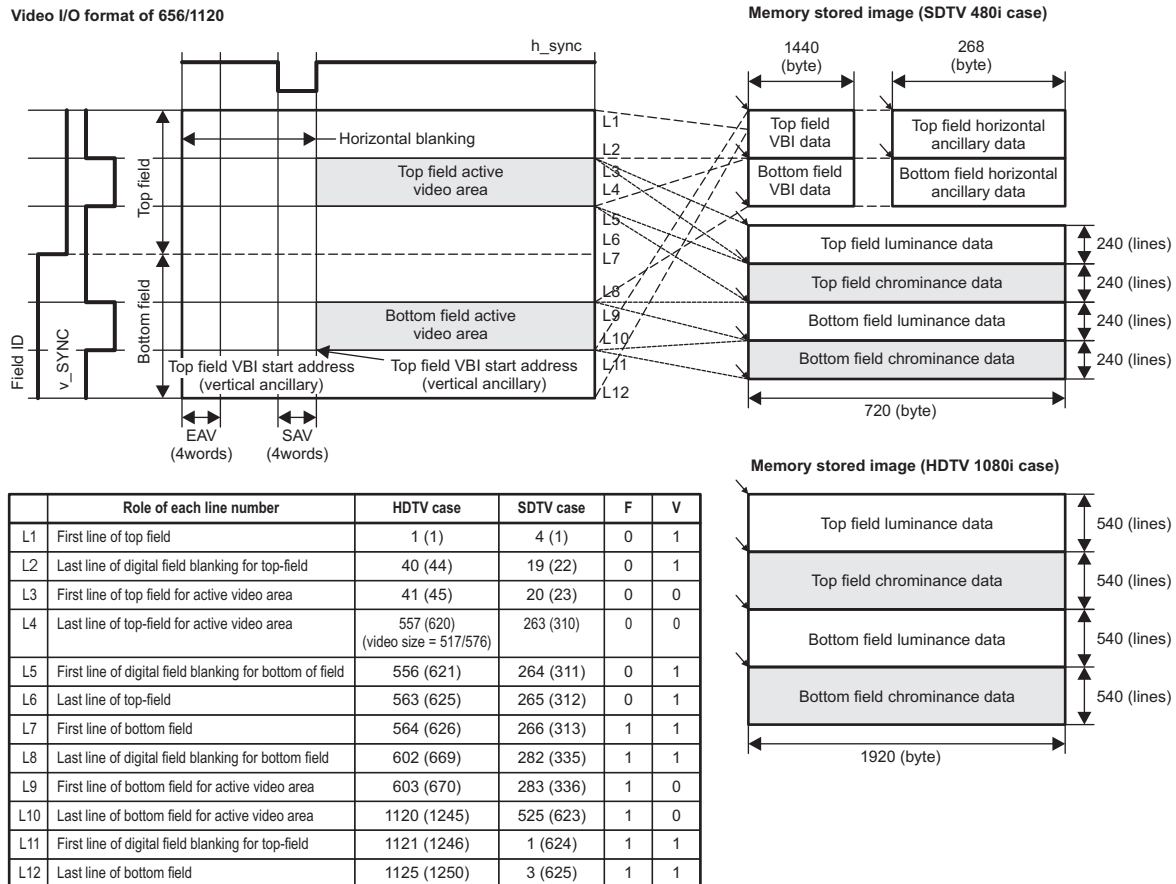 Video I/O format of 656/1120
h_sync
Horizontal blanking
Top field active
video area
Top field
Bottom field
Bottom field active
video area
Field ID
v_SYNC
Top field VBI start address
(vertical ancillary)
Top field VBI start address
(vertical ancillary)
EAV
(4words)
SAV
(4words)
L1
L2
L3
L4
L5
L6
L7
L8
L9
L10
L11
L12
Memory stored image (SDTV 480i case)
1440
(byte)
268
(byte)
Top field
VBI data
Top field horizontal
ancillary data
Bottom field
VBI data
Bottom field horizontal
ancillary data
Top field luminance data
240 (lines)
Top field chrominance data
240 (lines)
Bottom field luminance data
240 (lines)
Bottom field chrominance data
240 (lines)
720 (byte)
Memory stored image (HDTV 1080i case)
Top field luminance data
540 (lines)
Top field chrominance data
540 (lines)
Bottom field luminance data
540 (lines)
Bottom field chrominance data
540 (lines)
1920 (byte)
Role of each line number HDTV case SDTV case F V
L1 First line of top field 1 (1) 4 (1) 0 1
L2 Last line of digital field blanking for top-field 40 (44) 19 (22) 0 1
L3 First line of top field for active video area 41 (45) 20 (23) 0 0
L4 Last line of top-field for active video area 557 (620) 263 (310) 0 0
(video size = 517/576)
L5 First line of digital field blanking for bottom of field 556 (621) 264 (311) 0 1
L6 Last line of top-field 563 (625) 265 (312) 0 1
L7 First line of bottom field 564 (626) 266 (313) 1 1
L8 Last line of digital field blanking for bottom field 602 (669) 282 (335) 1 1
L9 First line of bottom field for active video area 603 (670) 283 (336) 1 0
L10 Last line of bottom field for active video area 1120 (1245) 525 (623) 1 0
L11 First line of digital field blanking for top-field 1121 (1246) 1 (624) 1 1
L12 Last line of bottom field 1125 (1250) 3 (625) 1 1